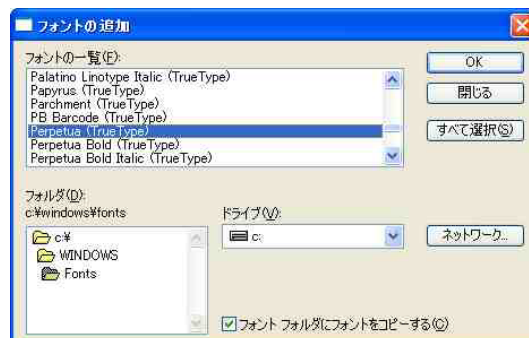 フォントの追加
フォントの一覧(F):
Palatino Linotype Italic (TrueType)
Papyrus (TrueType)
Parchment (TrueType)
PB Barcode (TrueType)
Perpetua (TrueType)
Perpetua Bold (TrueType)
Perpetua Bold Italic (TrueType)
OK
閉じる
すべて選択(S)
フォルダ(D):
c:¥windows¥fonts
c:¥
WINDOWS
Fonts
ドライブ(V):
c:
ネットワーク...
フォント フォルダにフォントをコピーする(C)